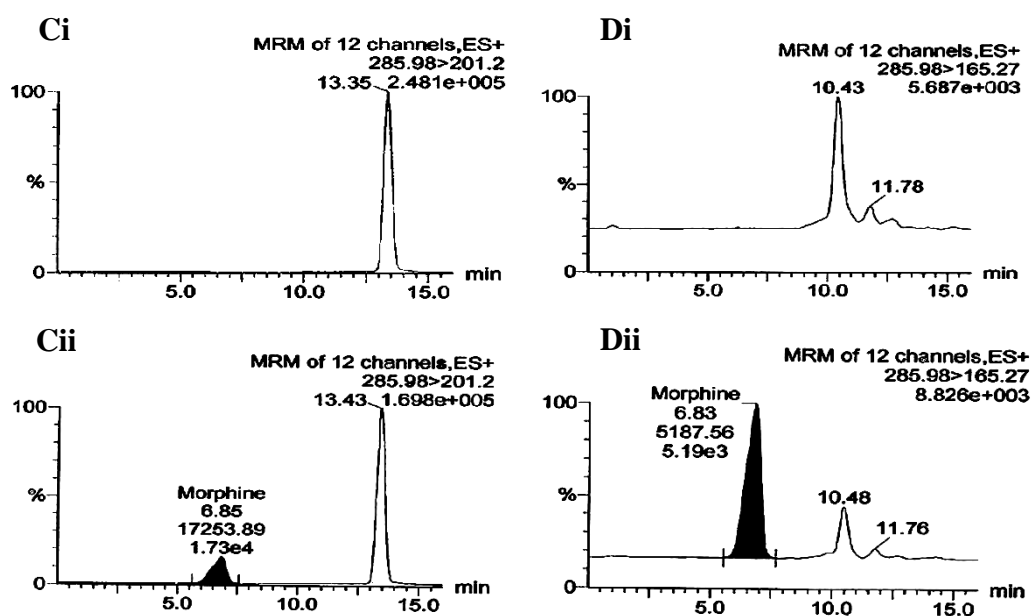 Ci
MRM of 12 channels,ES+
285.98>201.2
13.35 2.481e+005
100
%
0
5.0 10.0 15.0 min
Di
MRM of 12 channels,ES+
285.98>165.27
10.43 5.687e+003
100
11.78
%
0
5.0 10.0 15.0 min
Cii
MRM of 12 channels,ES+
285.98>201.2
13.43 1.698e+005
100
%
Morphine
6.85
17253.89
1.73e4
0
5.0 10.0 15.0 min
Dii
MRM of 12 channels,ES+
285.98>165.27
8.826e+003
100
Morphine
6.83
5187.56
5.19e3
%
10.48
11.76
0
5.0 10.0 15.0 min